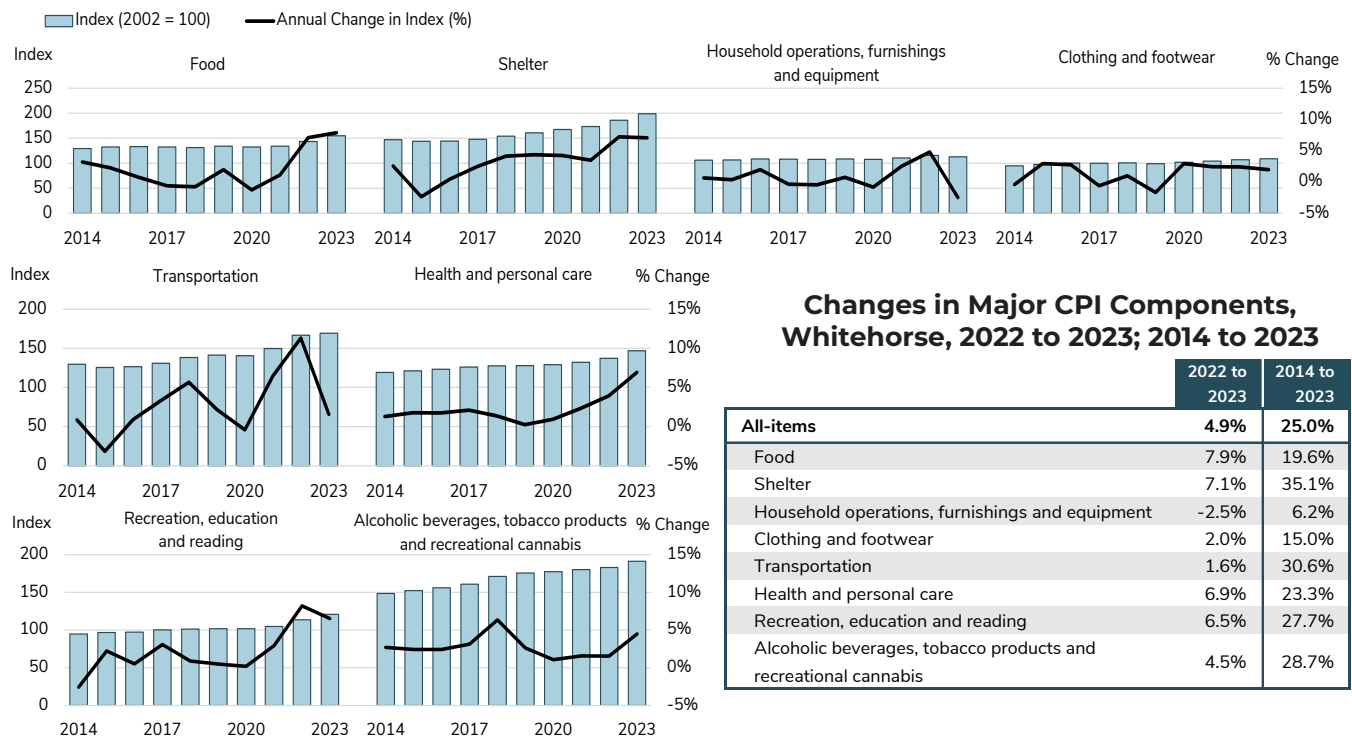 Index (2002 = 100) Annual Change in Index (%)
Index
Food
Shelter
Household operations, furnishings
and equipment
Clothing and footwear
% Change
250
200
150
100
50
0
15%
10%
5%
0%
-5%
2014 2017 2020 2023
2014 2017 2020 2023
2014 2017 2020 2023
2014 2017 2020 2023
Index
Transportation
Health and personal care
% Change
200
150
100
50
0
15%
10%
5%
0%
-5%
2014 2017 2020 2023
2014 2017 2020 2023
Index
Recreation, education
and reading
Alcoholic beverages, tobacco products
and recreational cannabis
% Change
200
150
100
50
0
15%
10%
5%
0%
-5%
2014 2017 2020 2023
2014 2017 2020 2023
Changes in Major CPI Components,
Whitehorse, 2022 to 2023; 2014 to 2023
2022 to 2014 to
2023 2023
All-items 4.9% 25.0%
Food 7.9% 19.6%
Shelter 7.1% 35.1%
Household operations, furnishings and equipment -2.5% 6.2%
Clothing and footwear 2.0% 15.0%
Transportation 1.6% 30.6%
Health and personal care 6.9% 23.3%
Recreation, education and reading 6.5% 27.7%
Alcoholic beverages, tobacco products and
recreational cannabis 4.5% 28.7%